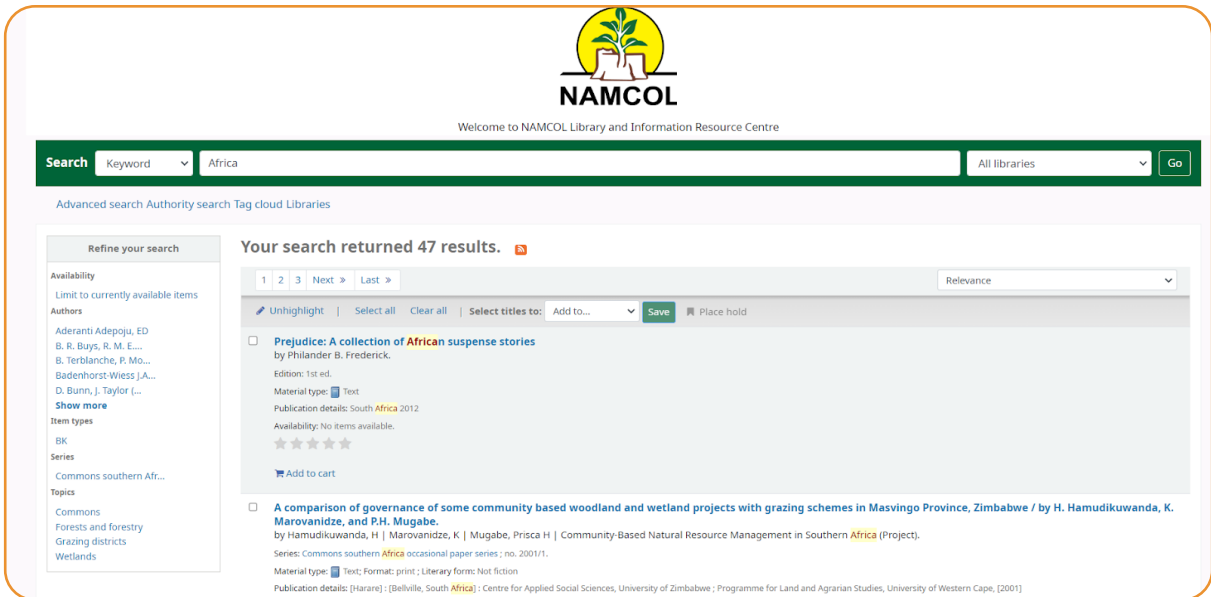 NAMCOL
Welcome to NAMCOL Library and Information Resource Centre
Search Keyword Africa All libraries Go
Advanced search Authority search Tag cloud Libraries
Refine your search
Availability
Limit to currently available items
Authors
Aderanti Adepoju, ED
B. R. Buys, R. M. E....
B. Terblanche, P. Mo...
Badenhorst-Wiess J.A...
D. Bunn, J. Taylor (...
Show more
Item types
BK
Series
Commons southern Afr...
Topics
Commons
Forests and forestry
Grazing districts
Wetlands
Your search returned 47 results.
1 2 3 Next » Last »
Relevance
Unhighlight | Select all Clear all | Select titles to: Add to... Save Place hold
Prejudice: A collection of African suspense stories
by Philander B. Frederick.
Edition: 1st ed.
Material type: Text
Publication details: South Africa 2012
Availability: No items available.
Add to cart
A comparison of governance of some community based woodland and wetland projects with grazing schemes in Masvingo Province, Zimbabwe / by H. Hamudikuwanda, K.
Marovanidze, and P.H. Mugabe.
by Hamudikuwanda, H | Marovanidze, K | Mugabe, Prisca H | Community-Based Natural Resource Management in Southern Africa (Project).
Series: Commons southern Africa occasional paper series ; no. 2001/1.
Material type: Text; Format: print ; Literary form: Not fiction
Publication details: [Harare] : [Bellville, South Africa] : Centre for Applied Social Sciences, University of Zimbabwe ; Programme for Land and Agrarian Studies, University of Western Cape, [2001]